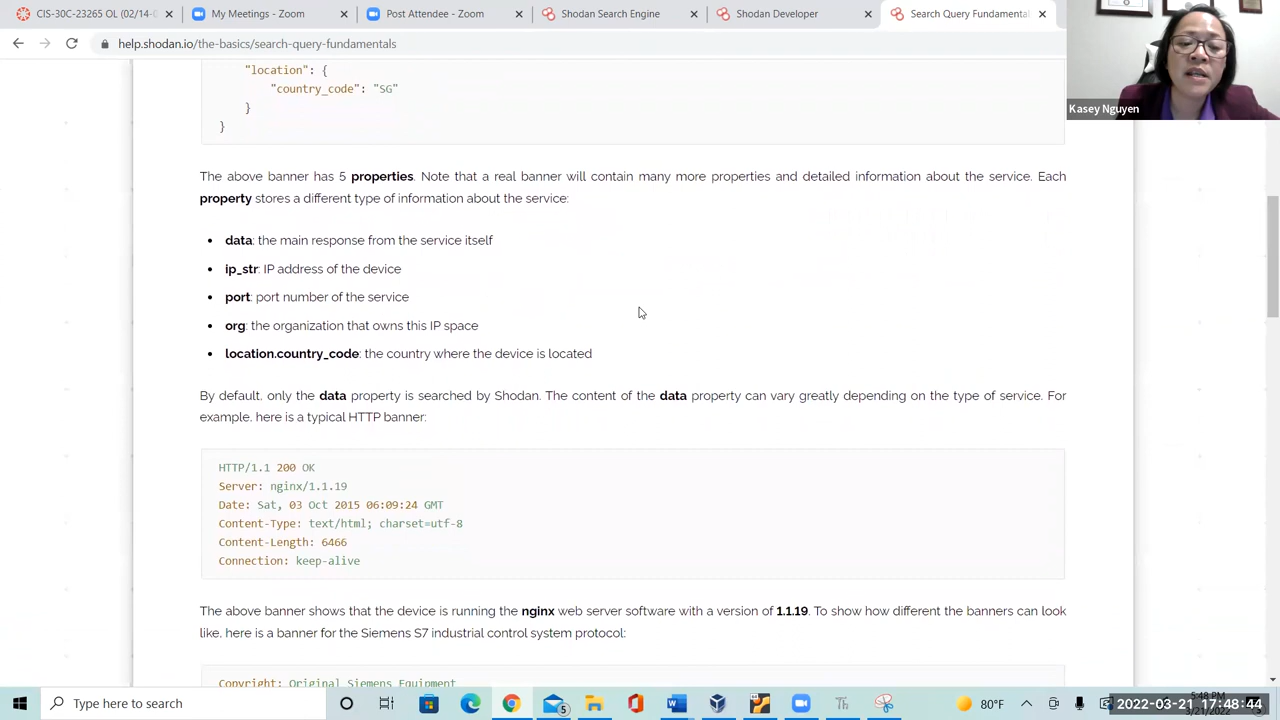 CIS-30C-23265 OL (02/14-0
My Meetings - Zoom
Participant - Z
Shodan Search Engine
Shodan Developer
Search Query Fundamental
help.shodan.io/the-basics/search-query-fundamentals
Kasey Nguyen
"location": {
"country_code": "SG"
}
}
The above banner has 5 properties. Note that a real banner will contain many more properties and detailed information about the service. Each
property stores a different type of information about the service:
• data: the main response from the service itself
• ip_str: IP address of the device
• port: port number of the service
• org: the organization that owns this IP space
• location.country_code: the country where the device is located
By default, only the data property is searched by Shodan. The content of the data property can vary greatly depending on the type of service. For
example, here is a typical HTTP banner:
HTTP/1.1 200 OK
Server: nginx/1.1.19
Date: Sat, 03 Oct 2015 06:09:24 GMT
Content-Type: text/html; charset=utf-8
Content-Length: 6466
Connection: keep-alive
The above banner shows that the device is running the nginx web server software with a version of 1.1.19. To show how different the banners can look
like, here is a banner for the Siemens S7 industrial control system protocol:
Copyright: Original Siemens Equipment
Type here to search
80°F
5:48 PM
3/21/2022
2022-03-21 17:48:44